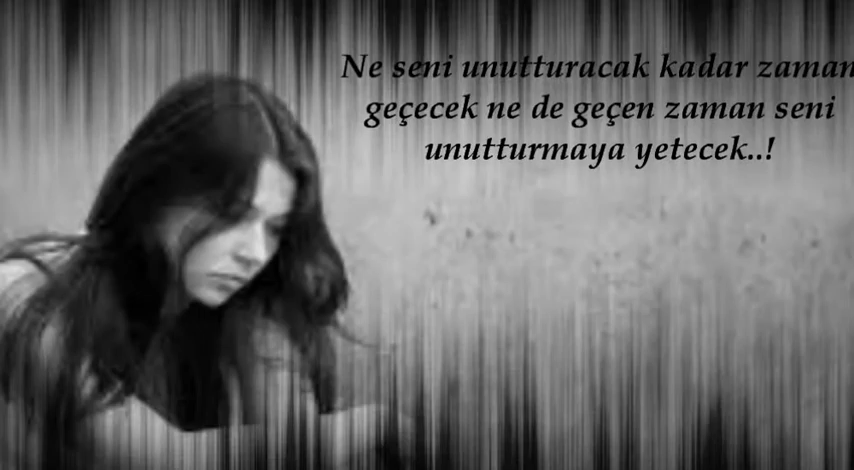 Ne seni unutturacak kadar zaman
geçecek ne de geçen zaman seni
unutturmaya yetecek..!